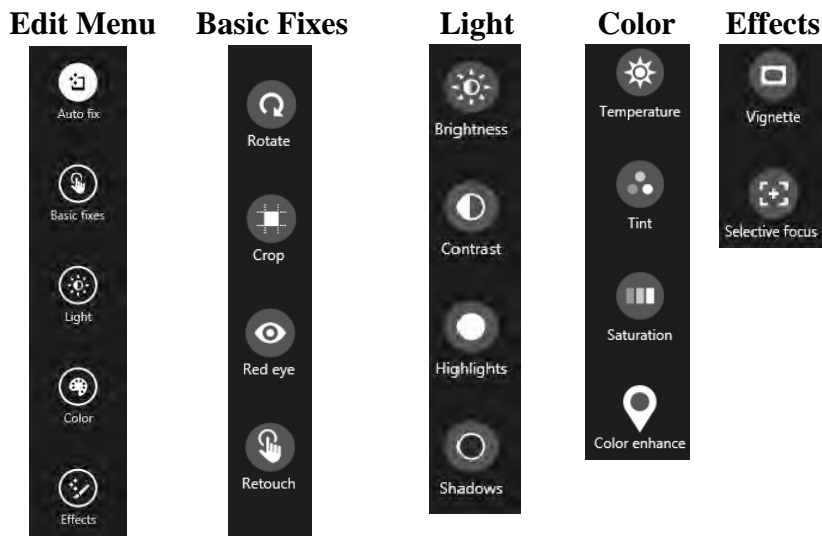 Edit Menu
Auto fix
Basic fixes
Light
Color
Effects
Basic Fixes
Rotate
Crop
Red eye
Retouch
Light
Brightness
Contrast
Highlights
Shadows
Color
Temperature
Tint
Saturation
Color enhance
Effects
Vignette
Selective focus